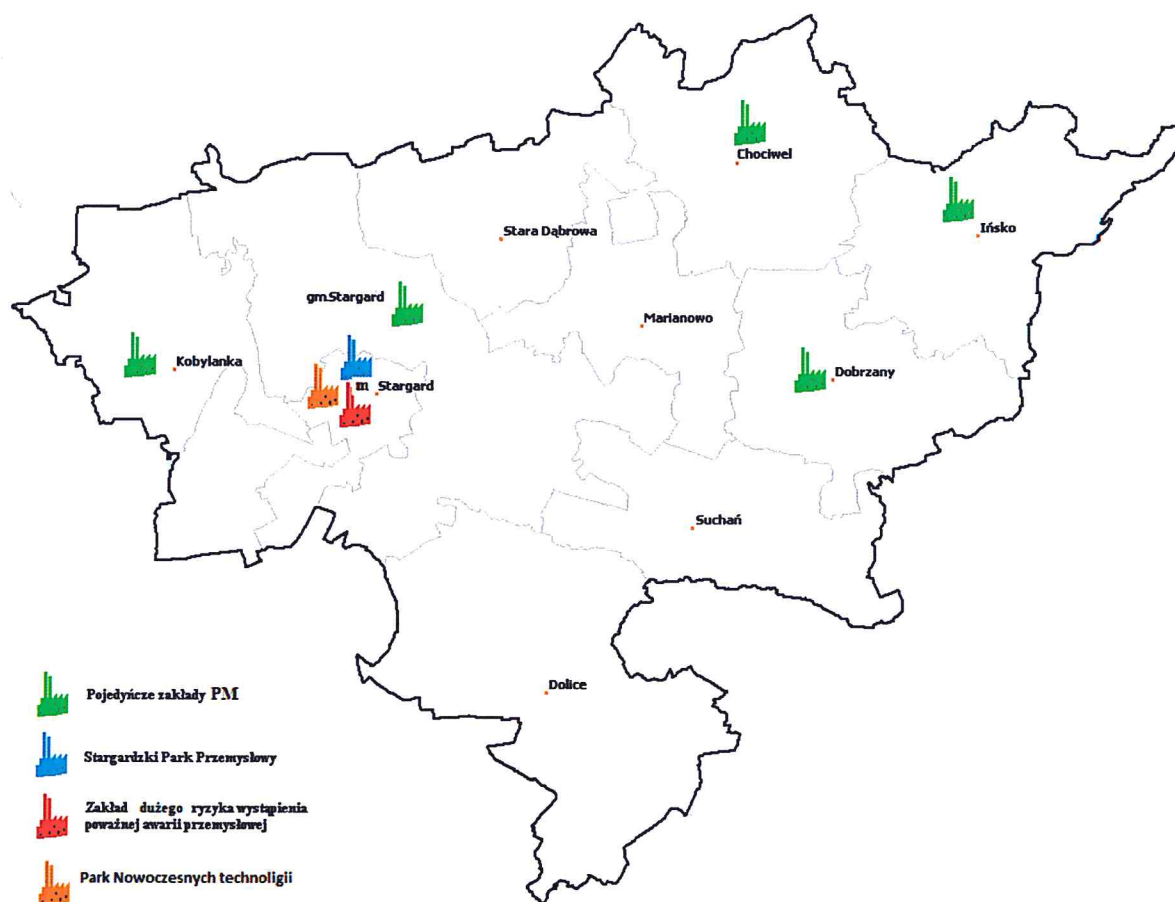 Chociwel
Ińsko
Stara Dąbrowa
gm.Stargard
Marianowo
Kobylanka
Dobrzany
m Stargard
Suchań
Dolice
Pojedyńcze zakłady PM
Stargardzki Park Przemysłowy
Zakład dużego ryzyka wystąpienia
poważnej awarii przemysłowej
Park Nowoczesnych technoligii